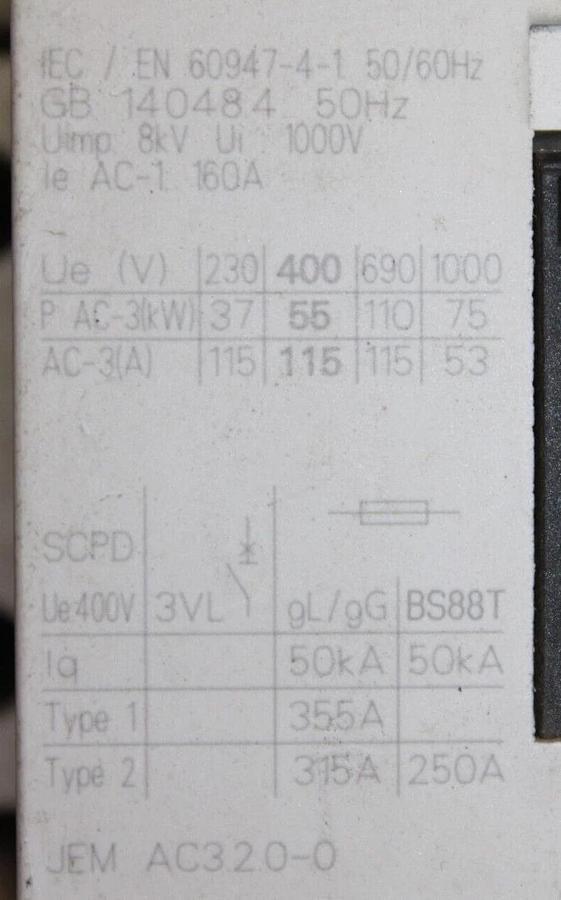 IEC / EN 60947-4-1 50/60Hz
GB 14048.4 50Hz
Uimp 8kV Ui 1000V
Ie AC-1 160A
Ue (V) 230 400 690 1000
P AC-3(kW) 37 55 110 75
AC-3(A) 115 115 115 53
SCPD
Ue400V 3VL gL/gG BS88T
Iq 50kA 50kA
Type 1 355A
Type 2 315A 250A
JEM AC3.2.0-0